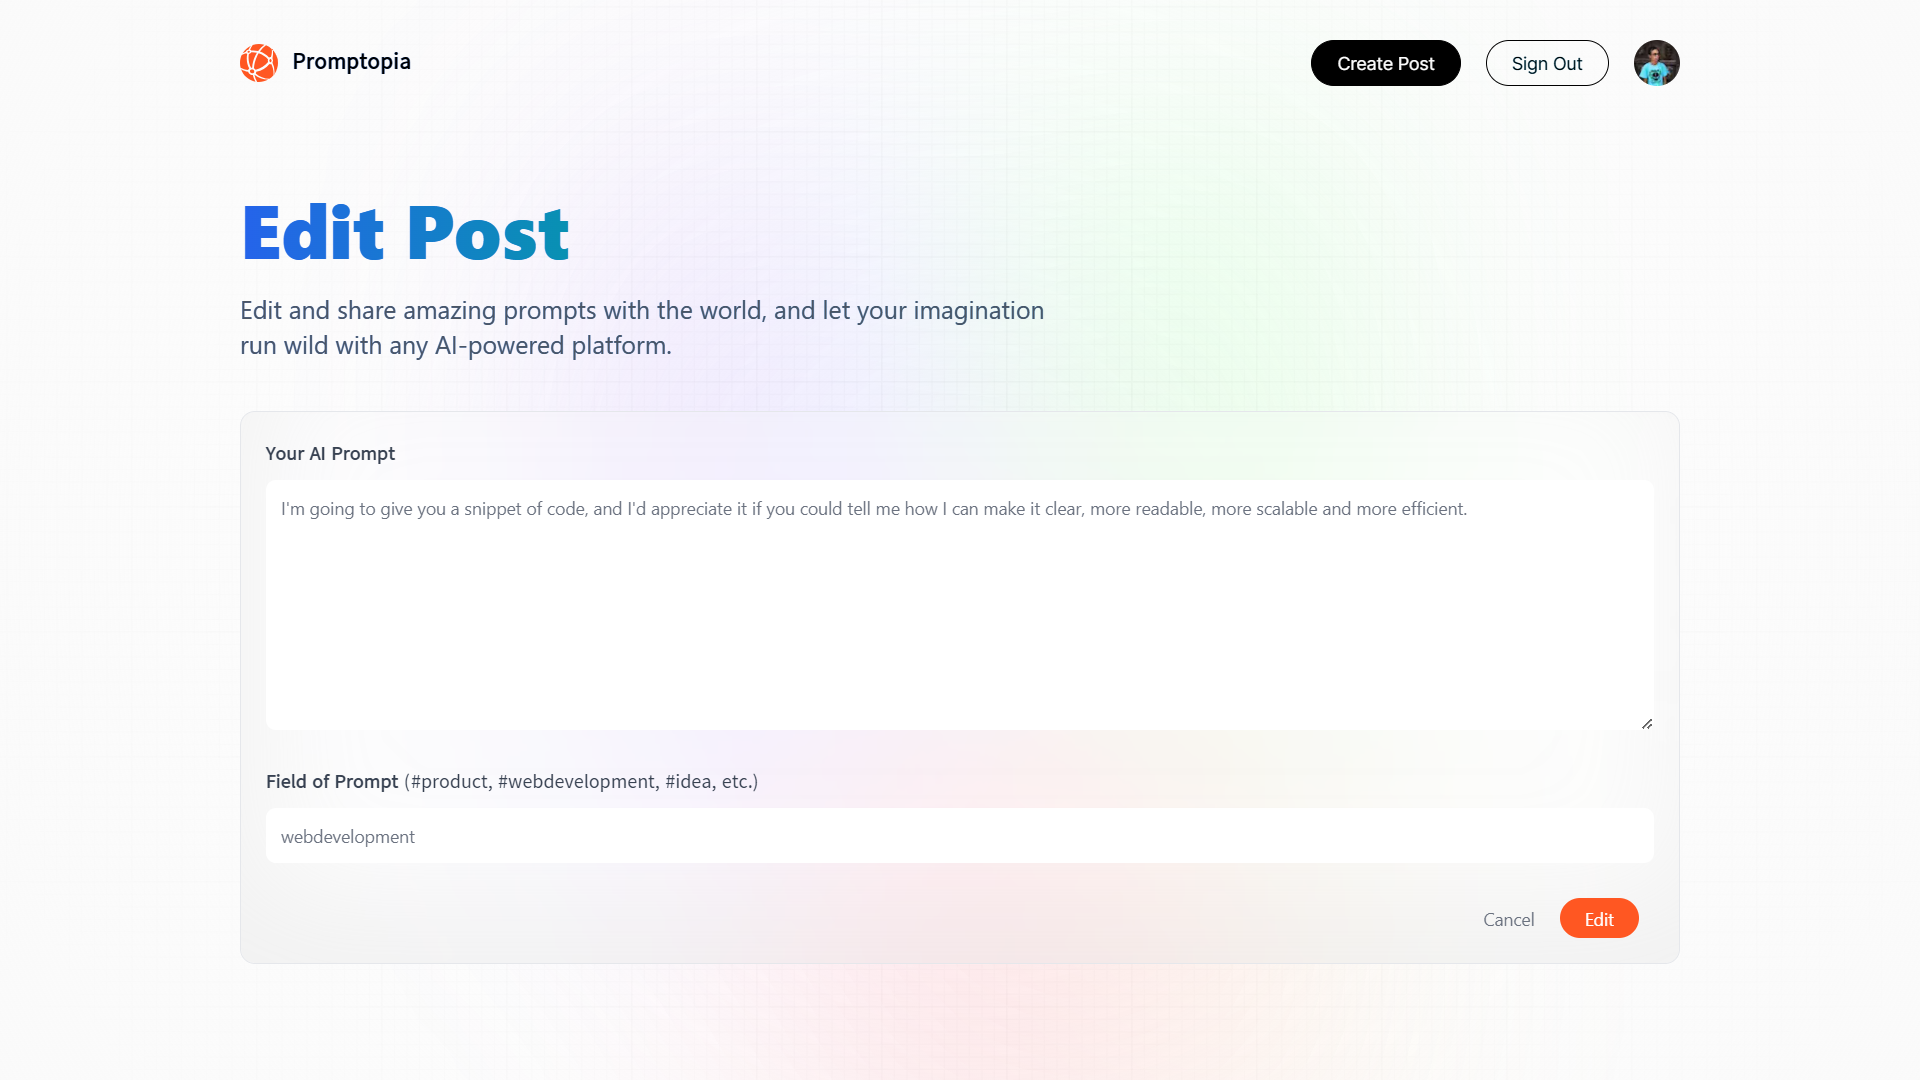 Promptopia
Create Post
Sign Out
Edit Post
Edit and share amazing prompts with the world, and let your imagination
run wild with any AI-powered platform.
Your AI Prompt
I'm going to give you a snippet of code, and I'd appreciate it if you could tell me how I can make it clear, more readable, more scalable and more efficient.
Field of Prompt (#product, #webdevelopment, #idea, etc.)
webdevelopment
Cancel
Edit